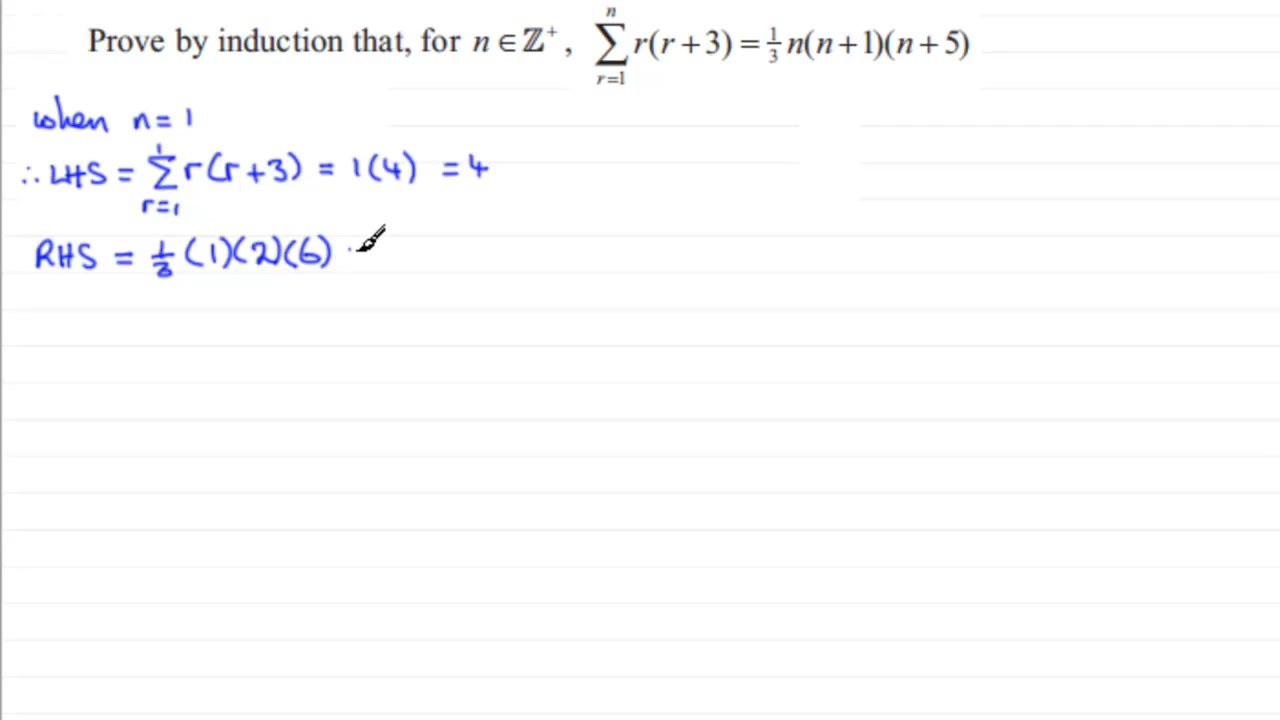 Prove by induction that, for n ∈ ℤ⁺, ∑_{r=1}^{n} r(r+3) = ⅓ n(n+1)(n+5)
when n = 1
∴ LHS = ∑_{r=1}^{1} r(r+3) = 1(4) = 4
RHS = ⅓ (1)(2)(6)